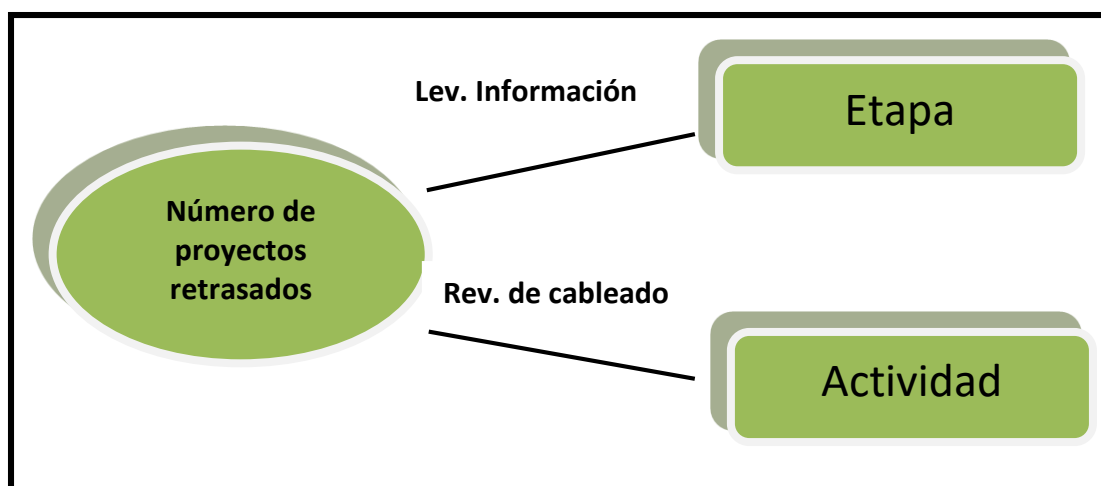 Lev. Información
Etapa
Número de
proyectos
retrasados
Rev. de cableado
Actividad